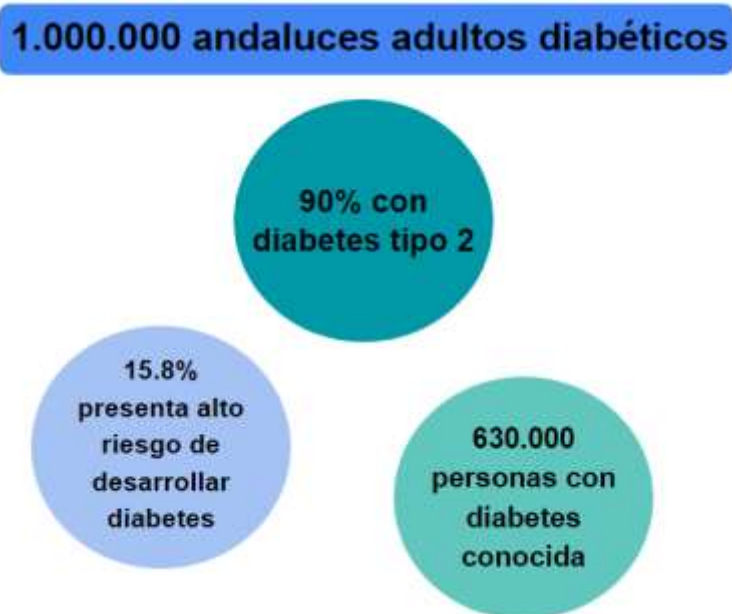 1.000.000 andaluces adultos diabéticos
90% con
diabetes tipo 2
15.8%
presenta alto
riesgo de
desarrollar
diabetes
630.000
personas con
diabetes
conocida